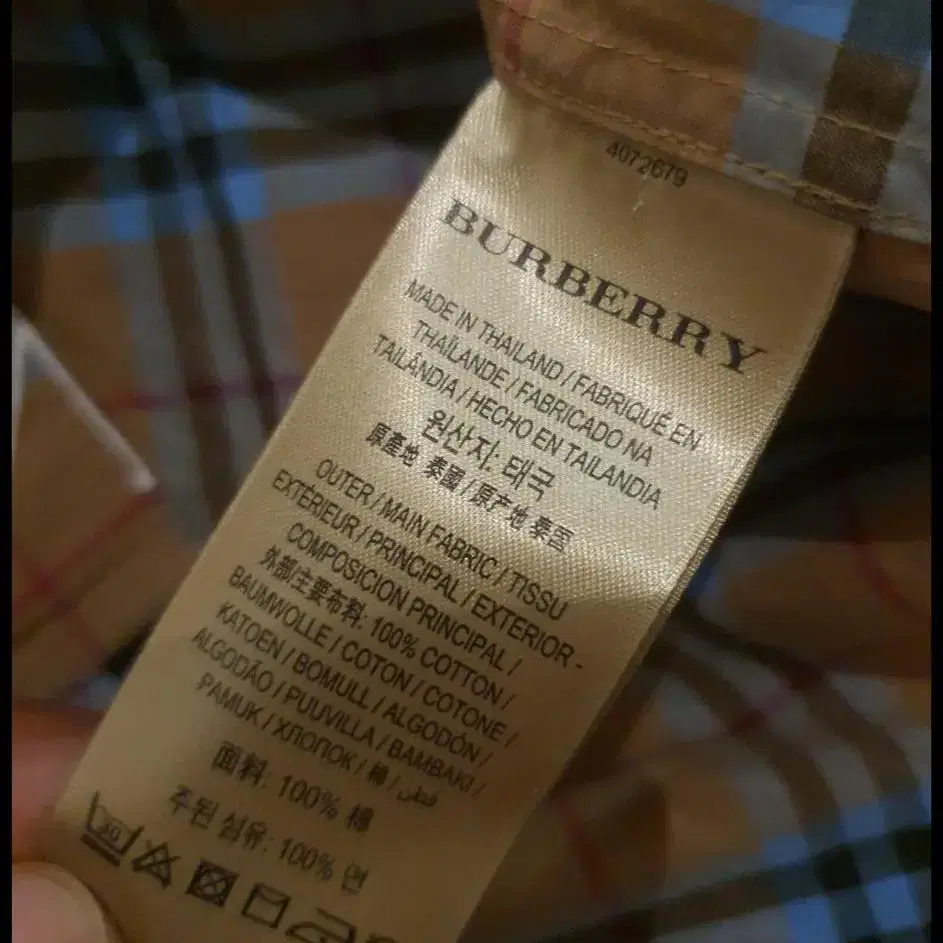 4072679
BURBERRY
MADE IN THAILAND / FABRIQUÉ EN
THAÏLANDE / FABRICADO NA
TAILÂNDIA / HECHO EN TAILANDIA
원산지: 태국
原產地 泰國 / 原产地 泰国
OUTER / MAIN FABRIC / TISSU
EXTÉRIEUR / PRINCIPAL / EXTERIOR -
COMPOSICION PRINCIPAL /
外部主要布料: 100% COTTON /
BAUMWOLLE / COTON / COTONE /
KATOEN / BOMULL / ALGODÓN /
ALGODÃO / PUUVILLA / BAMBAKI /
PAMUK / ХЛОПОК / 棉 / قطن
面料: 100% 棉
주된 섬유: 100% 면